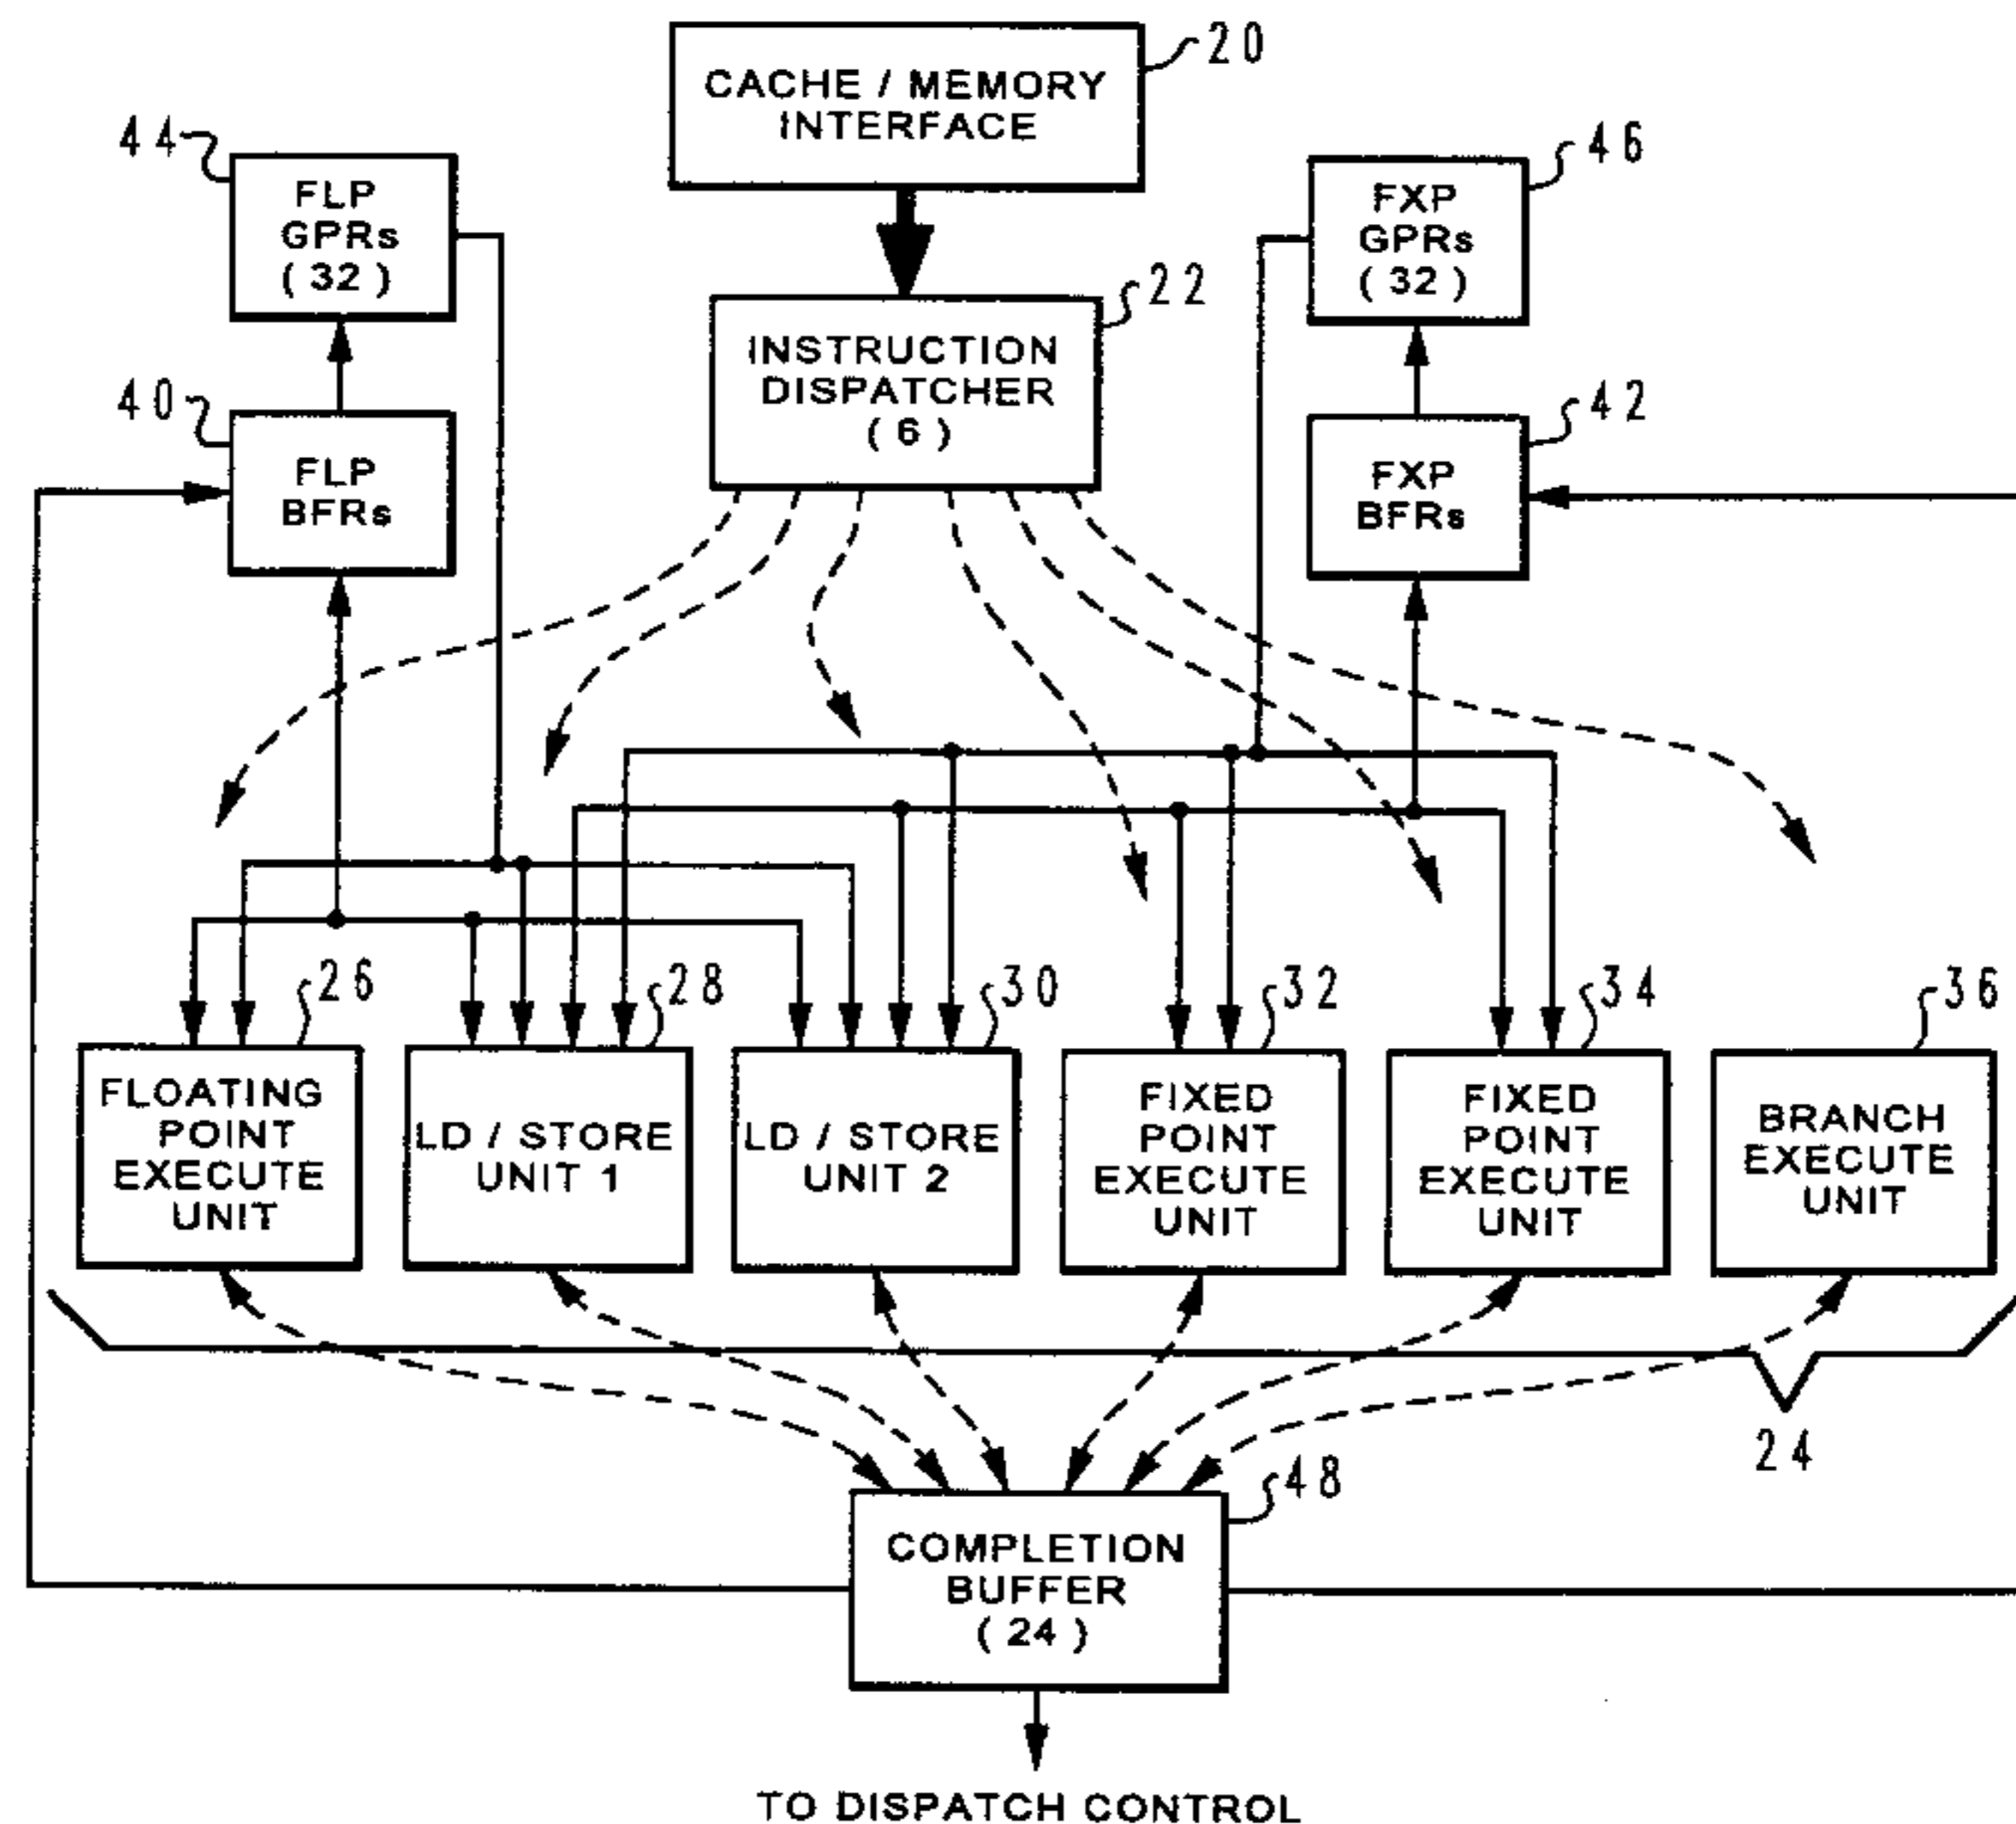 20
CACHE / MEMORY
INTERFACE
44
FLP
GPRs
( 32 )
46
FXP
GPRs
( 32 )
22
INSTRUCTION
DISPATCHER
( 6 )
40
FLP
BFRs
42
FXP
BFRs
26
28
30
32
34
36
FLOATING
POINT
EXECUTE
UNIT
LD / STORE
UNIT 1
LD / STORE
UNIT 2
FIXED
POINT
EXECUTE
UNIT
FIXED
POINT
EXECUTE
UNIT
BRANCH
EXECUTE
UNIT
24
48
COMPLETION
BUFFER
( 24 )
TO DISPATCH CONTROL